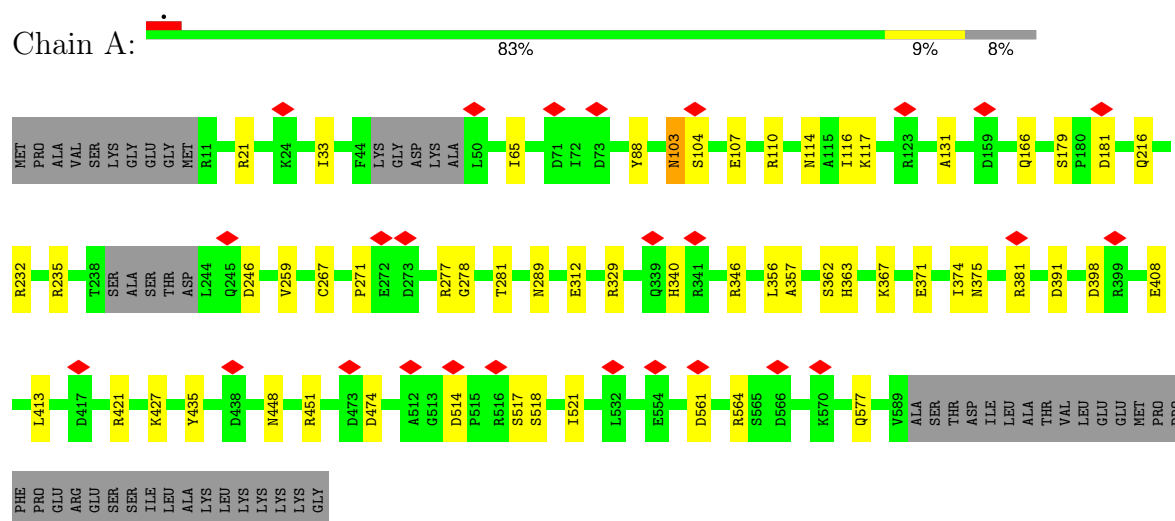 Chain A: •
83% 9% 8%
MET PRO ALA VAL SER LYS GLY GLU GLY MET R11 R21 K24 I33 F44 LYS GLY ASP LYS ALA L50 I65 D71 I72 D73 Y88 N103 S104 E107 R110 N114 A115 I116 K117 R123 A131 D159 Q166 S179 P180 D181 Q216
R232 R235 T238 SER ALA SER THR ASP L244 Q245 D246 V259 C267 P271 E272 D273 R277 G278 T281 N289 E312 R329 Q339 H340 R341 R346 L356 A357 S362 H363 K367 E371 I374 N375 R381 D391 D398 R399 E408
L413 D417 R421 K427 Y435 D438 N448 R451 D473 D474 A512 G513 D514 P515 R516 S517 S518 I521 L532 E554 D561 R564 S565 D566 K570 Q577 V589 ALA SER THR ASP ILE LEU ALA THR VAL LEU GLU GLU MET PRO PRO
PHE PRO GLU ARG GLU SER SER ILE LEU ALA LYS LEU LYS LYS LYS LYS GLY